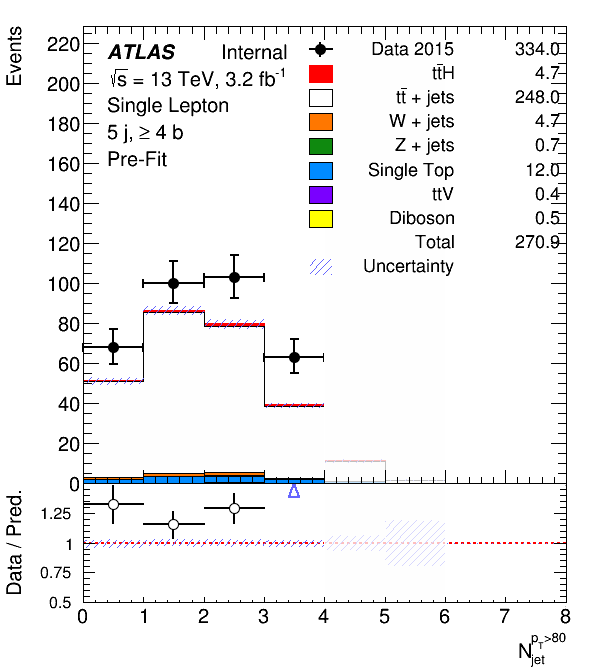 Events
ATLAS Internal
√s = 13 TeV, 3.2 fb⁻¹
Single Lepton
5 j, ≥ 4 b
Pre-Fit
Data 2015 334.0
tt̄H 4.7
tt̄ + jets 248.0
W + jets 4.7
Z + jets 0.7
Single Top 12.0
ttV 0.4
Diboson 0.5
Total 270.9
Uncertainty
220
200
180
160
140
120
100
80
60
40
20
0
Data / Pred.
1.25
1
0.75
0.5
0 1 2 3 4 5 6 7 8
N_jet^{p_T>80}